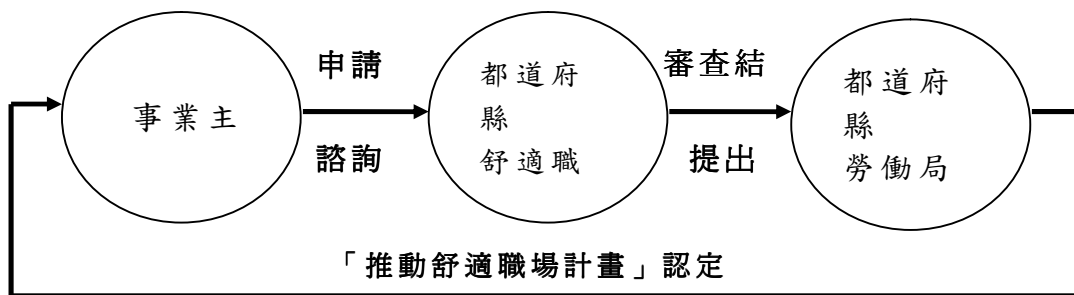 事業主
申請
諮詢
都道府
縣
舒適職
審查結
提出
都道府
縣
勞働局
「推動舒適職場計畫」認定